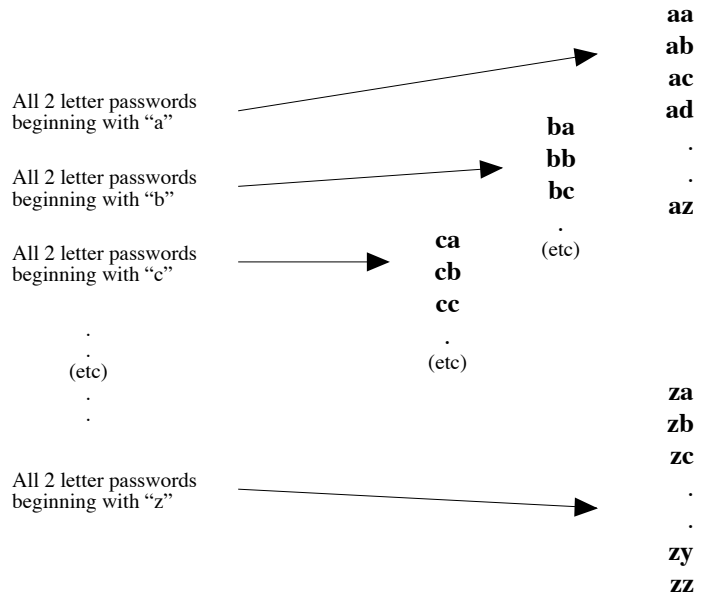 All 2 letter passwords
beginning with “a”
aa
ab
ac
ad
.
.
az
All 2 letter passwords
beginning with “b”
ba
bb
bc
.
(etc)
All 2 letter passwords
beginning with “c”
ca
cb
cc
.
(etc)
.
.
(etc)
.
.
All 2 letter passwords
beginning with “z”
za
zb
zc
.
.
zy
zz